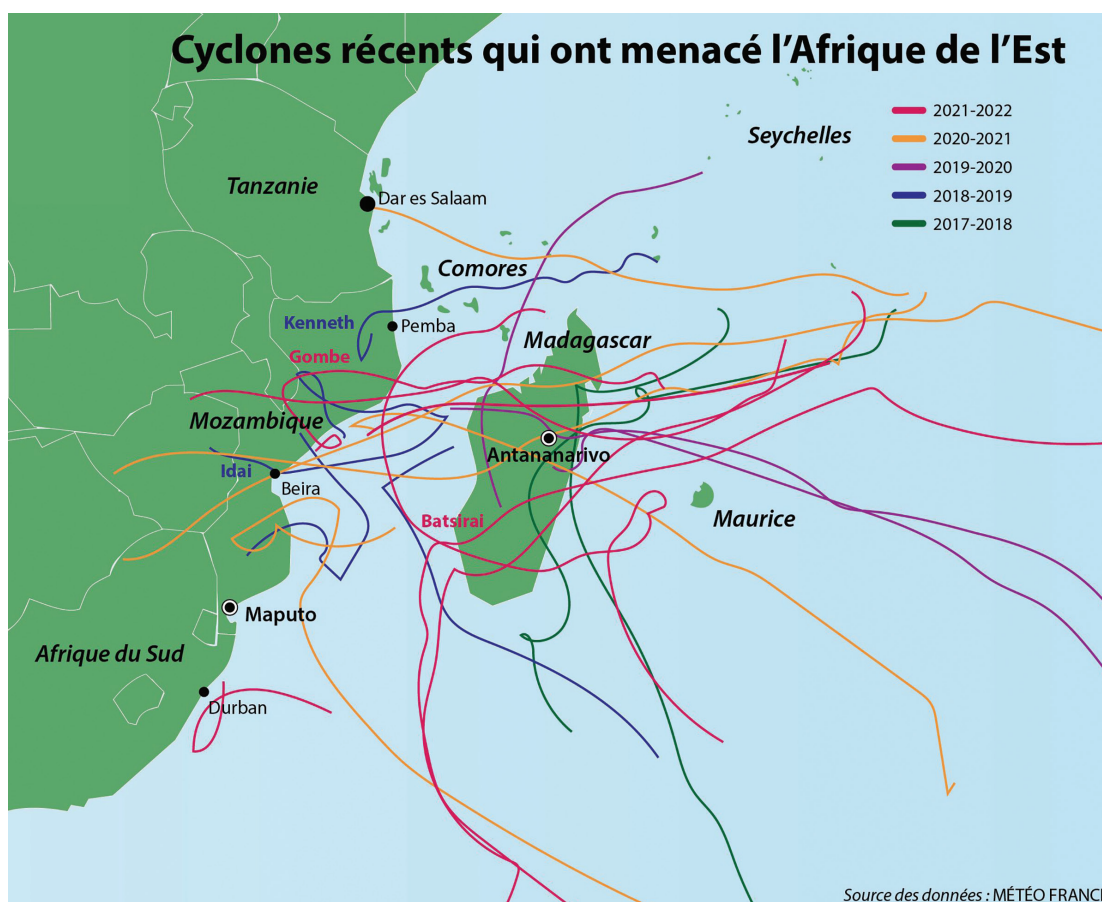 Cyclones récents qui ont menacé l'Afrique de l'Est
2021-2022
2020-2021
2019-2020
2018-2019
2017-2018
Seychelles
Tanzanie
Dar es Salaam
Comores
Kenneth
Pemba
Madagascar
Gombe
Mozambique
Antananarivo
Idai
Beira
Batsirai
Maurice
Maputo
Afrique du Sud
Durban
Source des données : MÉTÉO FRANCE